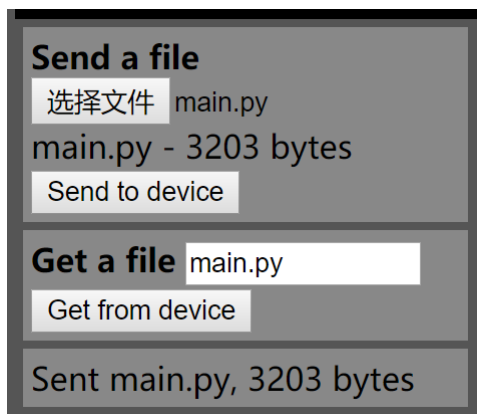 Send a file
选择文件 main.py
main.py - 3203 bytes
Send to device
Get a file main.py
Get from device
Sent main.py, 3203 bytes